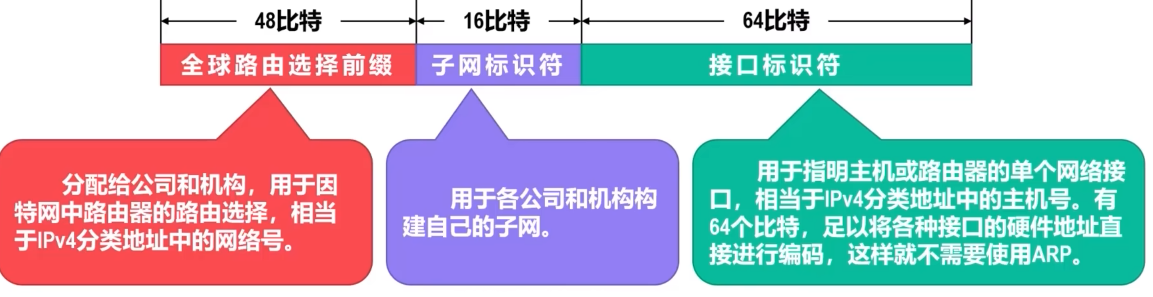 48比特
16比特
64比特
全球路由选择前缀
子网标识符
接口标识符
分配给公司和机构，用于因
特网中路由器的路由选择，相当
于IPv4分类地址中的网络号。
用于各公司和机构构
建自己的子网。
用于指明主机或路由器的单个网络接
口，相当于IPv4分类地址中的主机号。有
64个比特，足以将各种接口的硬件地址直
接进行编码，这样就不需要使用ARP。